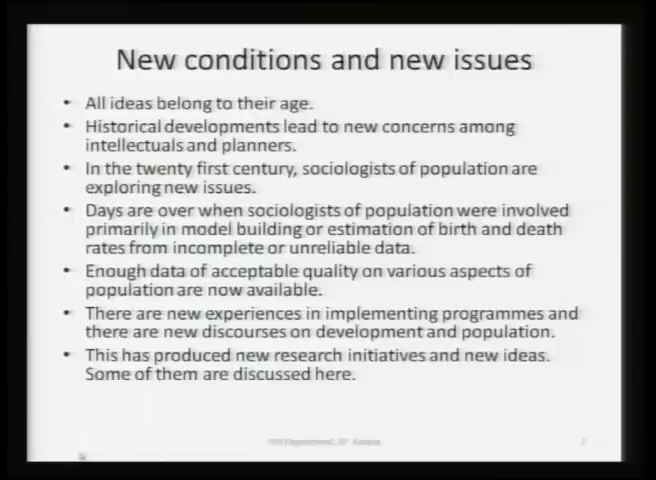 New conditions and new issues
• All ideas belong to their age.
• Historical developments lead to new concerns among
intellectuals and planners.
• In the twenty first century, sociologists of population are
exploring new issues.
• Days are over when sociologists of population were involved
primarily in model building or estimation of birth and death
rates from incomplete or unreliable data.
• Enough data of acceptable quality on various aspects of
population are now available.
• There are new experiences in implementing programmes and
there are new discourses on development and population.
• This has produced new research initiatives and new ideas.
Some of them are discussed here.
Department, IIT Kanpur